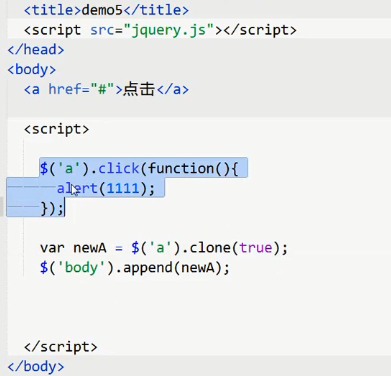 <title>demo5</title>
<script src="jquery.js"></script>
</head>
<body>
<a href="#">点击</a>
<script>
$('a').click(function(){
alert(1111);
});
var newA = $('a').clone(true);
$('body').append(newA);
</script>
</body>